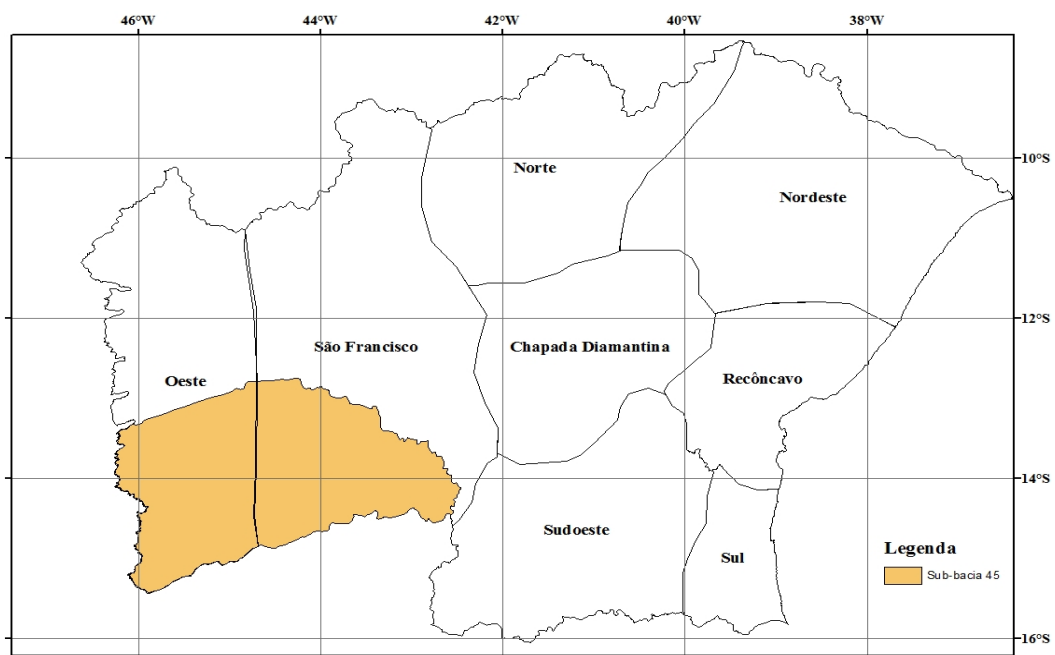 46°W
44°W
42°W
40°W
38°W
Norte
10°S
Nordeste
São Francisco
12°S
Chapada Diamantina
Oeste
Recôncavo
14°S
Sudoeste
Sul
Legenda
Sub-bacia 45
16°S